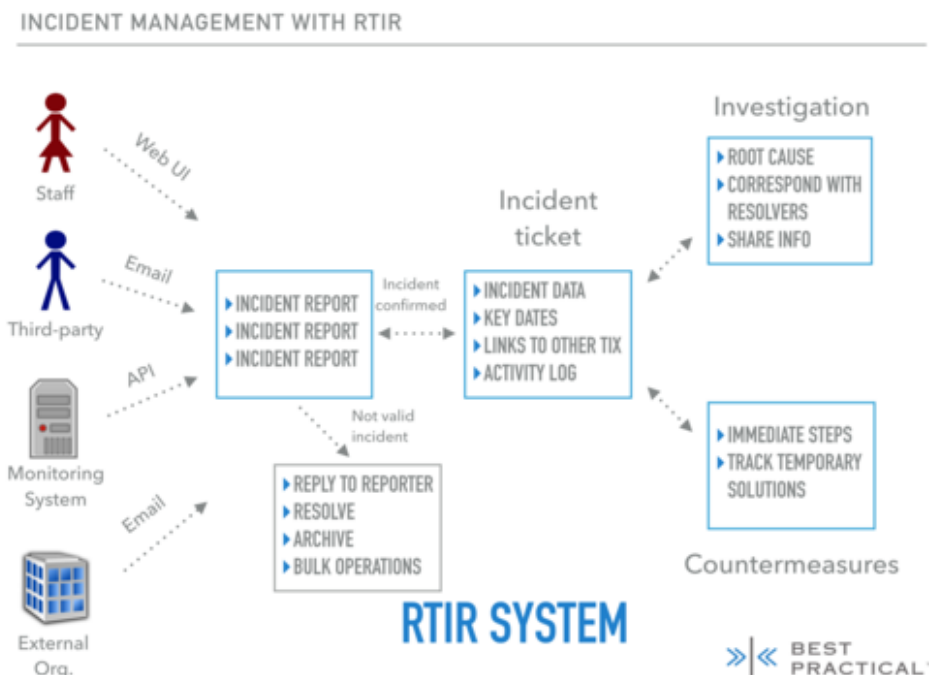 INCIDENT MANAGEMENT WITH RTIR
Staff
Web UI
Third-party
Email
Monitoring
System
API
External
Org.
Email
INCIDENT REPORT
INCIDENT REPORT
INCIDENT REPORT
Incident
confirmed
Not valid
incident
REPLY TO REPORTER
RESOLVE
ARCHIVE
BULK OPERATIONS
Incident
ticket
INCIDENT DATA
KEY DATES
LINKS TO OTHER TIX
ACTIVITY LOG
Investigation
ROOT CAUSE
CORRESPOND WITH
RESOLVERS
SHARE INFO
IMMEDIATE STEPS
TRACK TEMPORARY
SOLUTIONS
Countermeasures
RTIR SYSTEM
BEST
PRACTICAL